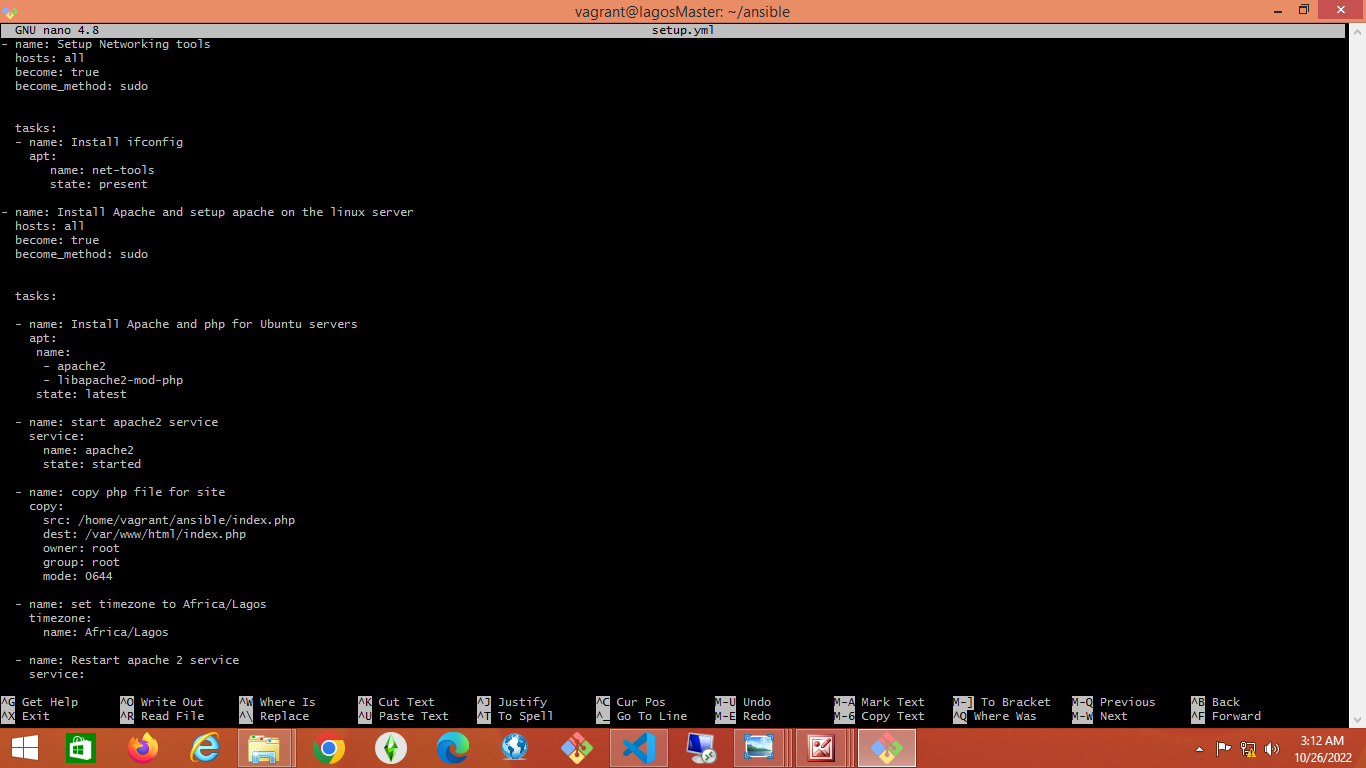 vagrant@lagosMaster: ~/ansible
GNU nano 4.8 setup.yml
- name: Setup Networking tools
  hosts: all
  become: true
  become_method: sudo
  tasks:
  - name: Install ifconfig
    apt:
       name: net-tools
       state: present
- name: Install Apache and setup apache on the linux server
  hosts: all
  become: true
  become_method: sudo
  tasks:
  - name: Install Apache and php for Ubuntu servers
    apt:
     name:
      - apache2
      - libapache2-mod-php
     state: latest
  - name: start apache2 service
    service:
      name: apache2
      state: started
  - name: copy php file for site
    copy:
      src: /home/vagrant/ansible/index.php
      dest: /var/www/html/index.php
      owner: root
      group: root
      mode: 0644
  - name: set timezone to Africa/Lagos
    timezone:
      name: Africa/Lagos
  - name: Restart apache 2 service
    service:
^G Get Help ^O Write Out ^W Where Is ^K Cut Text ^J Justify ^C Cur Pos M-U Undo M-A Mark Text M-] To Bracket M-Q Previous ^B Back
^X Exit ^R Read File ^\ Replace ^U Paste Text ^T To Spell ^_ Go To Line M-E Redo M-6 Copy Text ^Q Where Was M-W Next ^F Forward
3:12 AM
10/26/2022